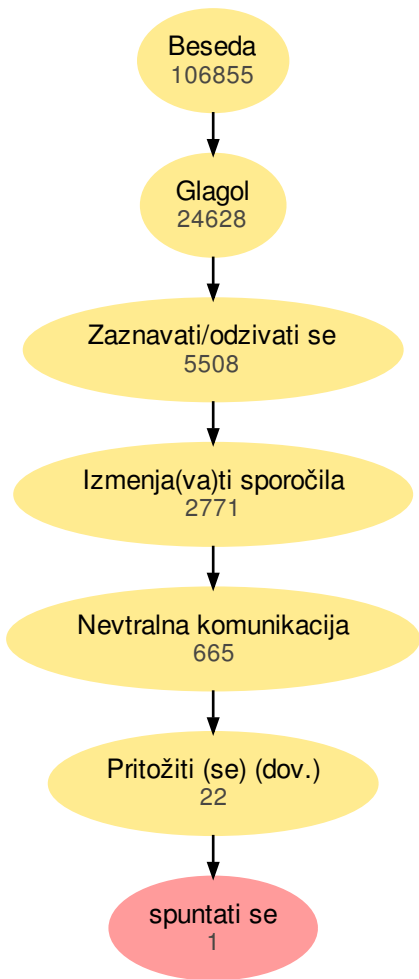 Beseda
106855
Glagol
24628
Zaznavati/odzivati se
5508
Izmenja(va)ti sporočila
2771
Nevtralna komunikacija
665
Pritožiti (se) (dov.)
22
spuntati se
1